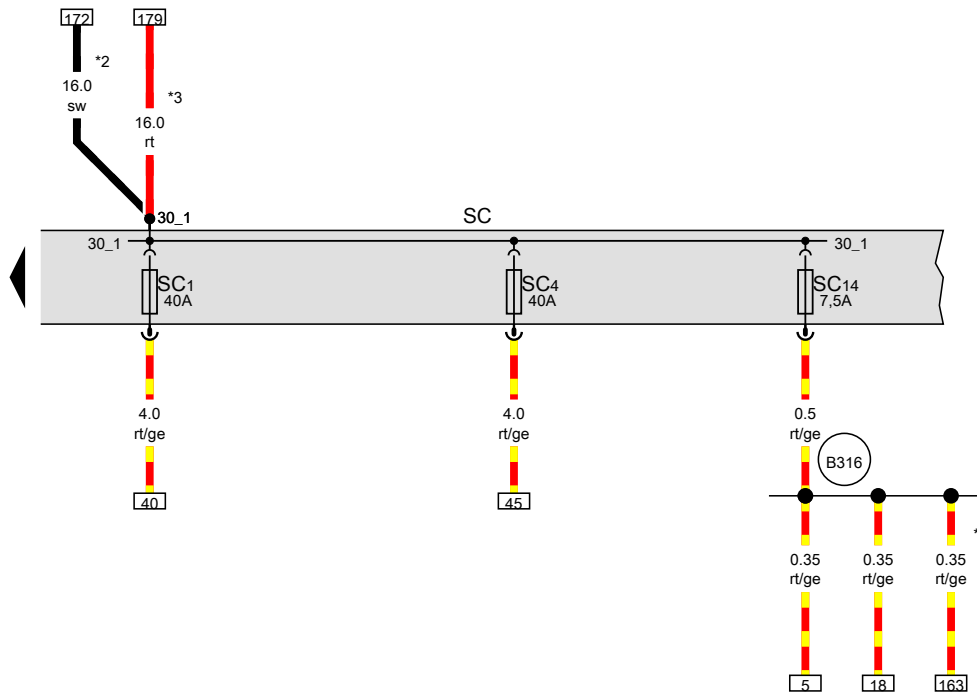 172
179
*2
16.0
sw
*3
16.0
rt
30_1
SC
30_1
30_1
SC1
40A
SC4
40A
SC14
7,5A
4.0
rt/ge
4.0
rt/ge
0.5
rt/ge
B316
40
45
*
0.35
rt/ge
0.35
rt/ge
0.35
rt/ge
5
18
163